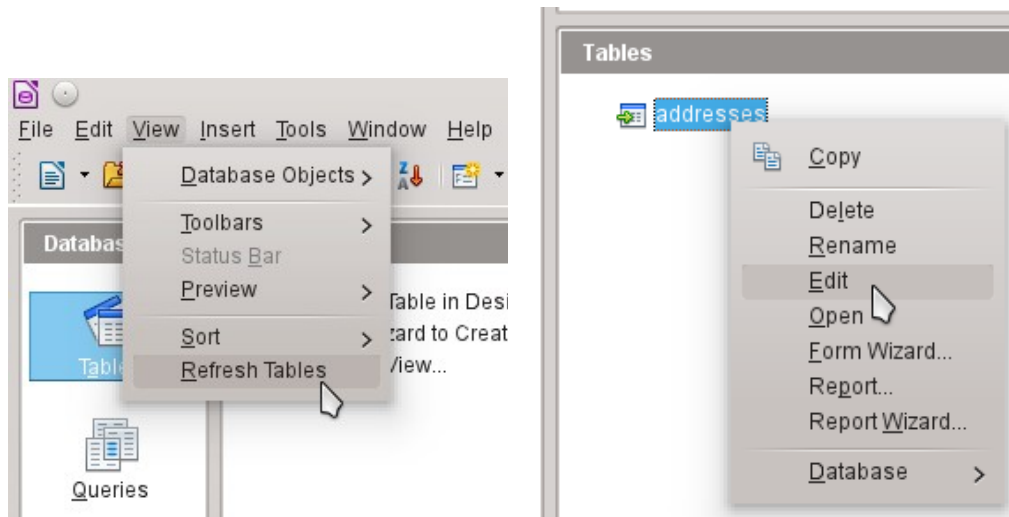 File Edit View Insert Tools Window Help
Database Objects >
Toolbars >
Status Bar
Preview >
Sort >
Refresh Tables
Databas
Table in Desi
zard to Creat
View...
Table
Queries
Tables
addresses
Copy
Delete
Rename
Edit
Open
Form Wizard...
Report...
Report Wizard...
Database >